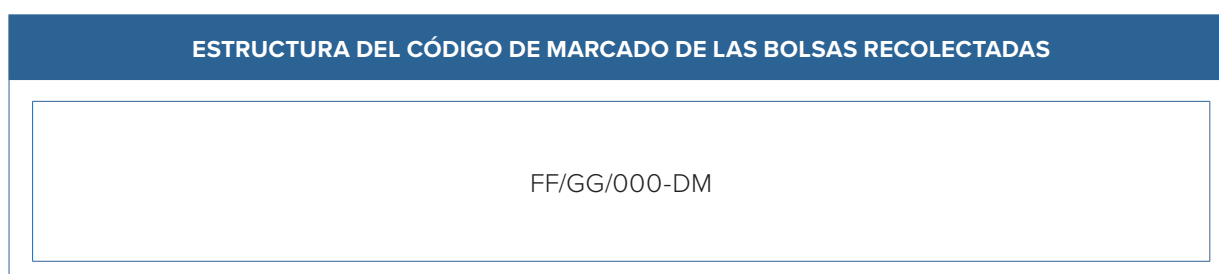 ESTRUCTURA DEL CÓDIGO DE MARCADO DE LAS BOLSAS RECOLECTADAS
FF/GG/000-DM